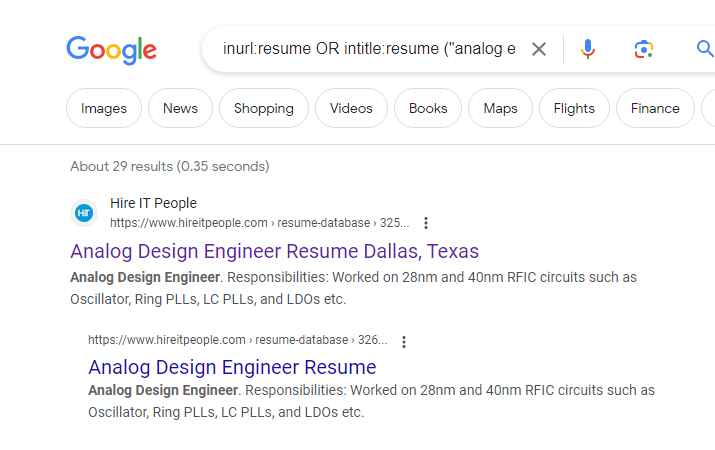 Google
inurl:resume OR intitle:resume ("analog e
Images News Shopping Videos Books Maps Flights Finance
About 29 results (0.35 seconds)
HIT
Hire IT People
https://www.hireitpeople.com › resume-database › 325...
Analog Design Engineer Resume Dallas, Texas
Analog Design Engineer. Responsibilities: Worked on 28nm and 40nm RFIC circuits such as
Oscillator, Ring PLLs, LC PLLs, and LDOs etc.
https://www.hireitpeople.com › resume-database › 326...
Analog Design Engineer Resume
Analog Design Engineer. Responsibilities: Worked on 28nm and 40nm RFIC circuits such as
Oscillator, Ring PLLs, LC PLLs, and LDOs etc.